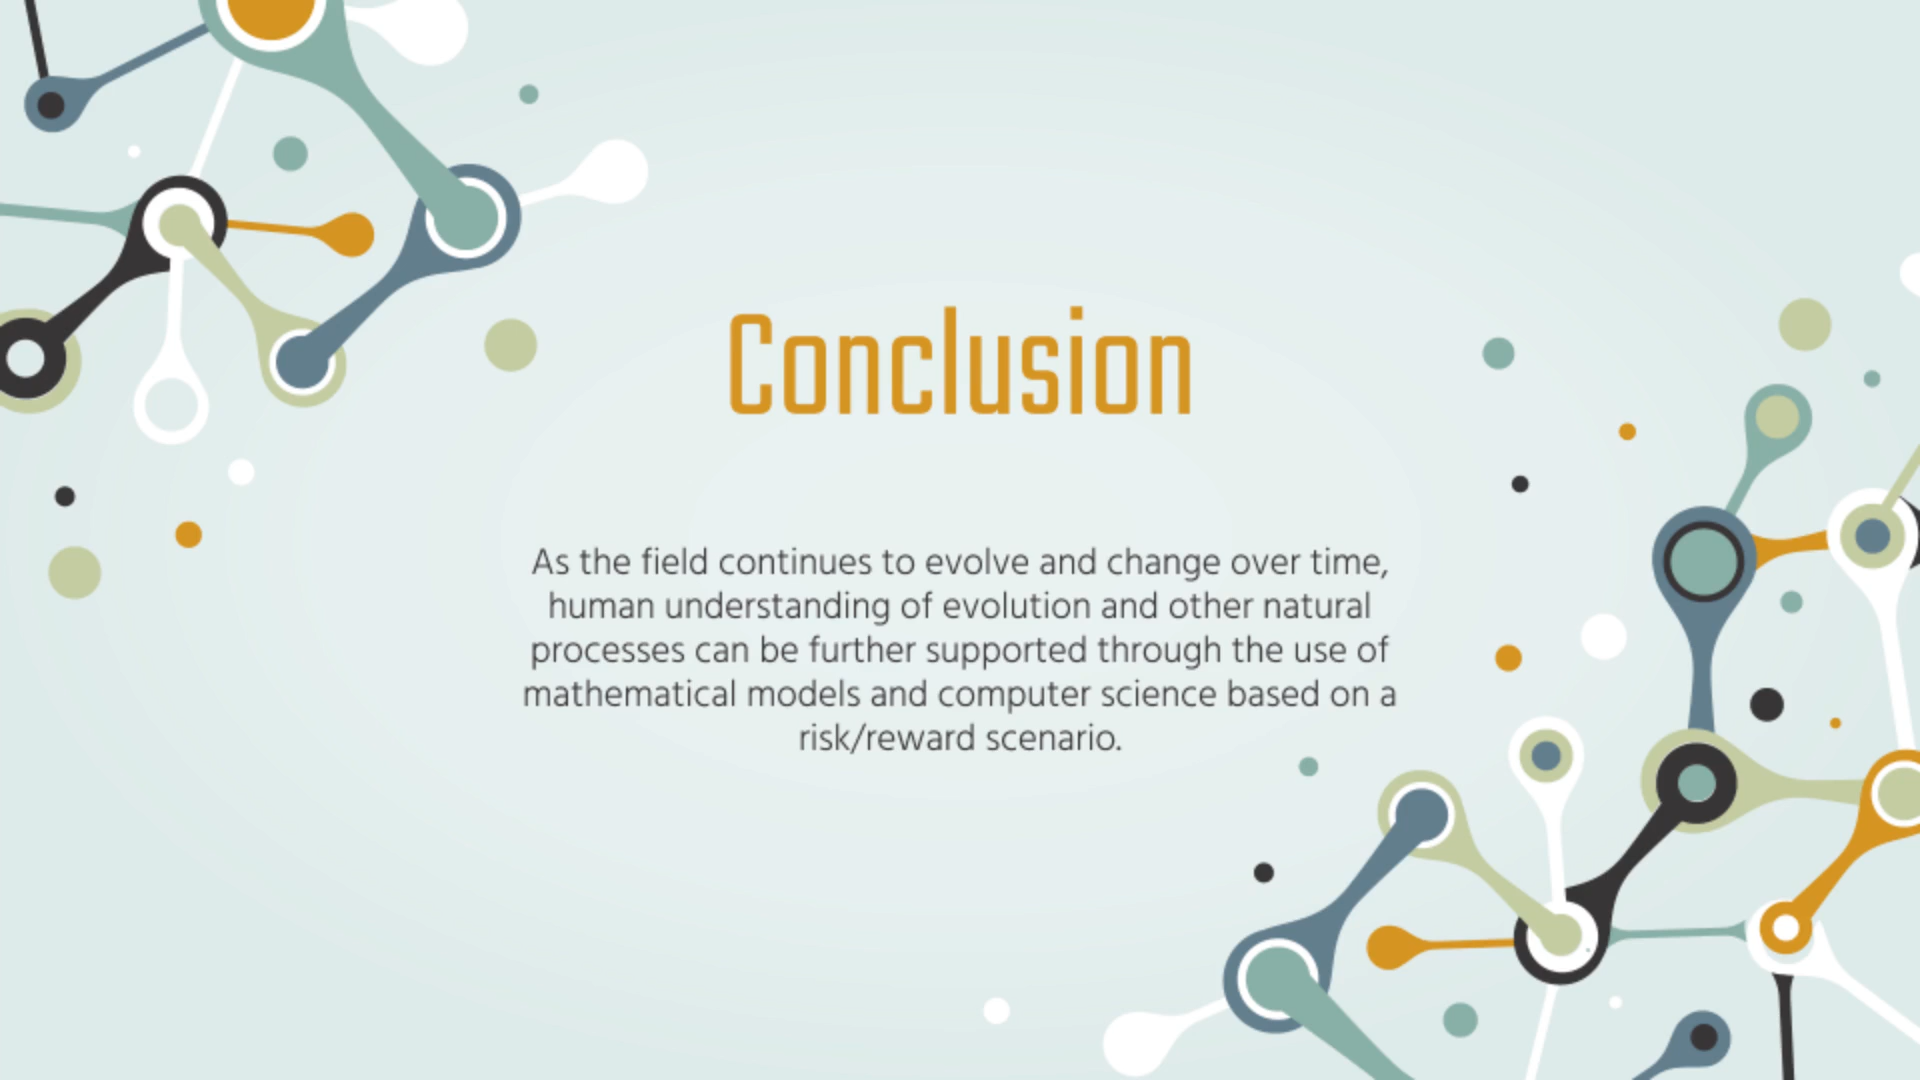 Conclusion
As the field continues to evolve and change over time,
human understanding of evolution and other natural
processes can be further supported through the use of
mathematical models and computer science based on a
risk/reward scenario.